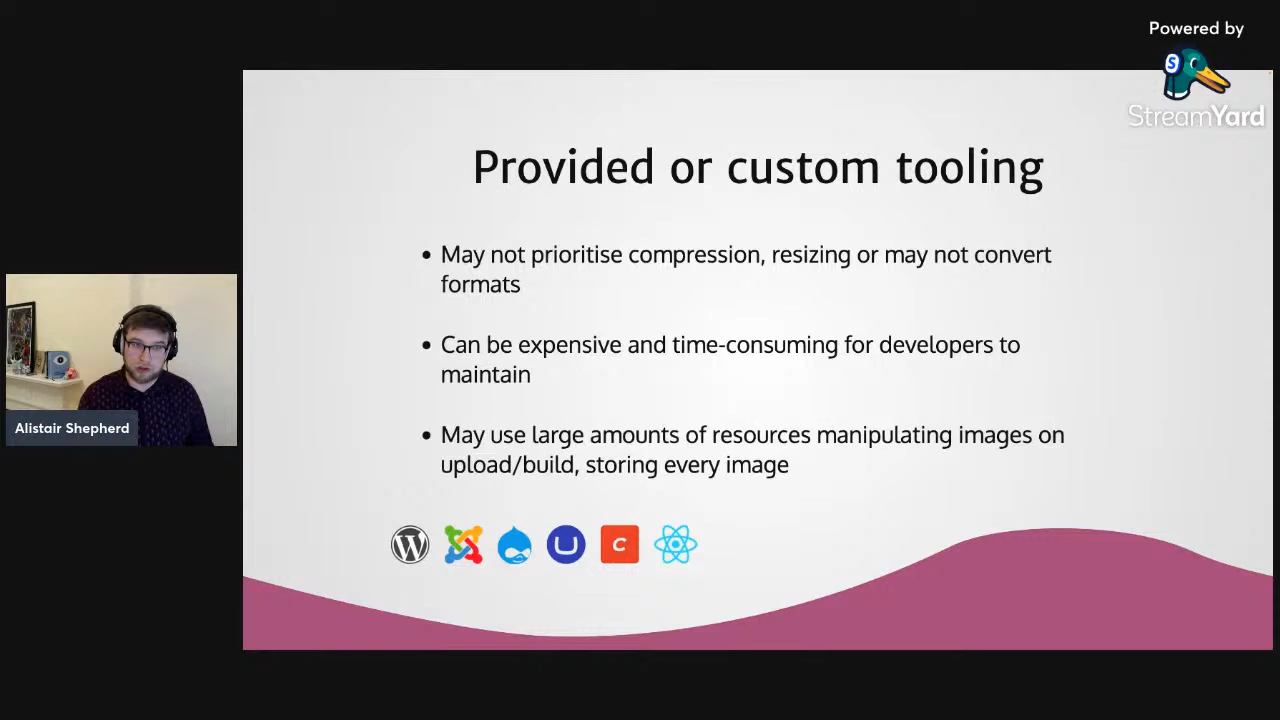 Powered by
StreamYard
Provided or custom tooling
• May not prioritise compression, resizing or may not convert
formats
• Can be expensive and time-consuming for developers to
maintain
• May use large amounts of resources manipulating images on
upload/build, storing every image
Alistair Shepherd